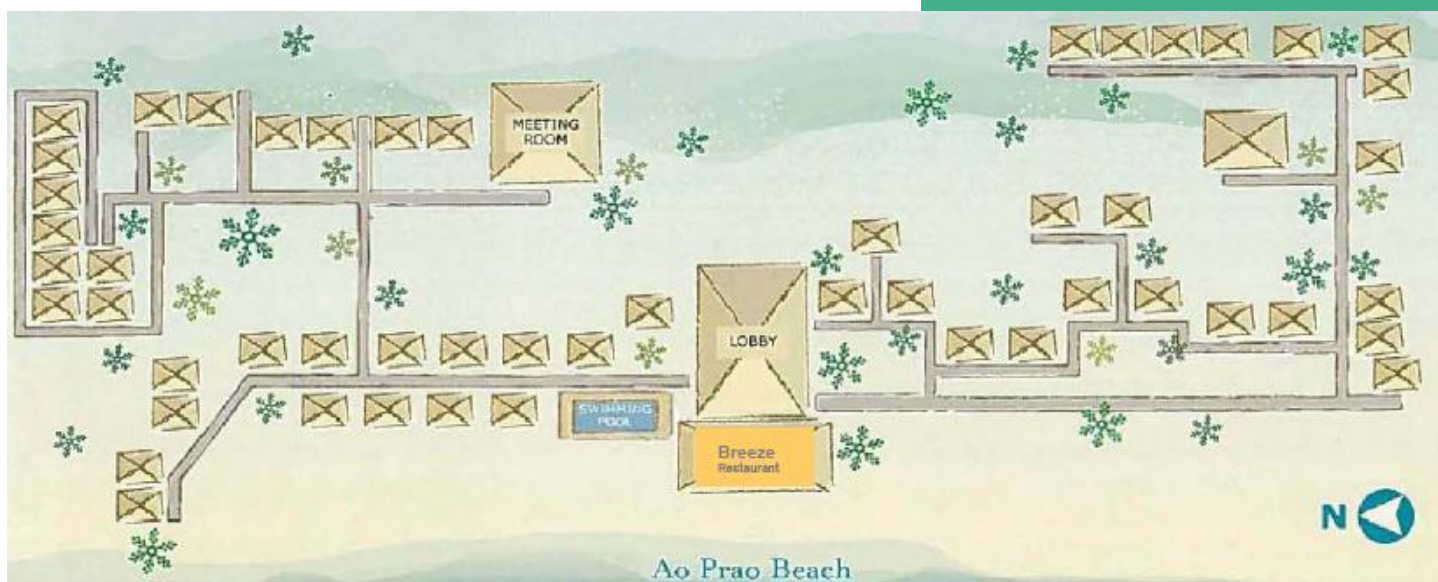 MEETING
ROOM
LOBBY
SWIMMING
POOL
Breeze
Restaurant
N
Ao Prao Beach